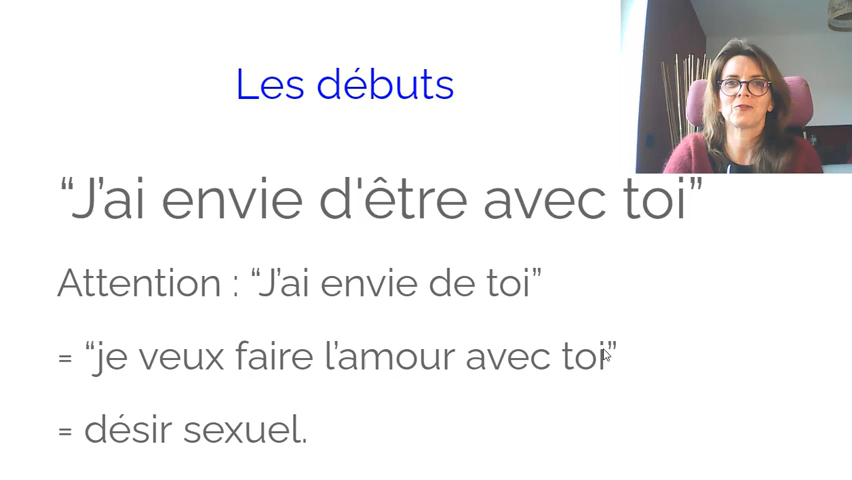 Les débuts
“J’ai envie d'être avec toi”
Attention : “J’ai envie de toi”
= “je veux faire l’amour avec toi”
= désir sexuel.